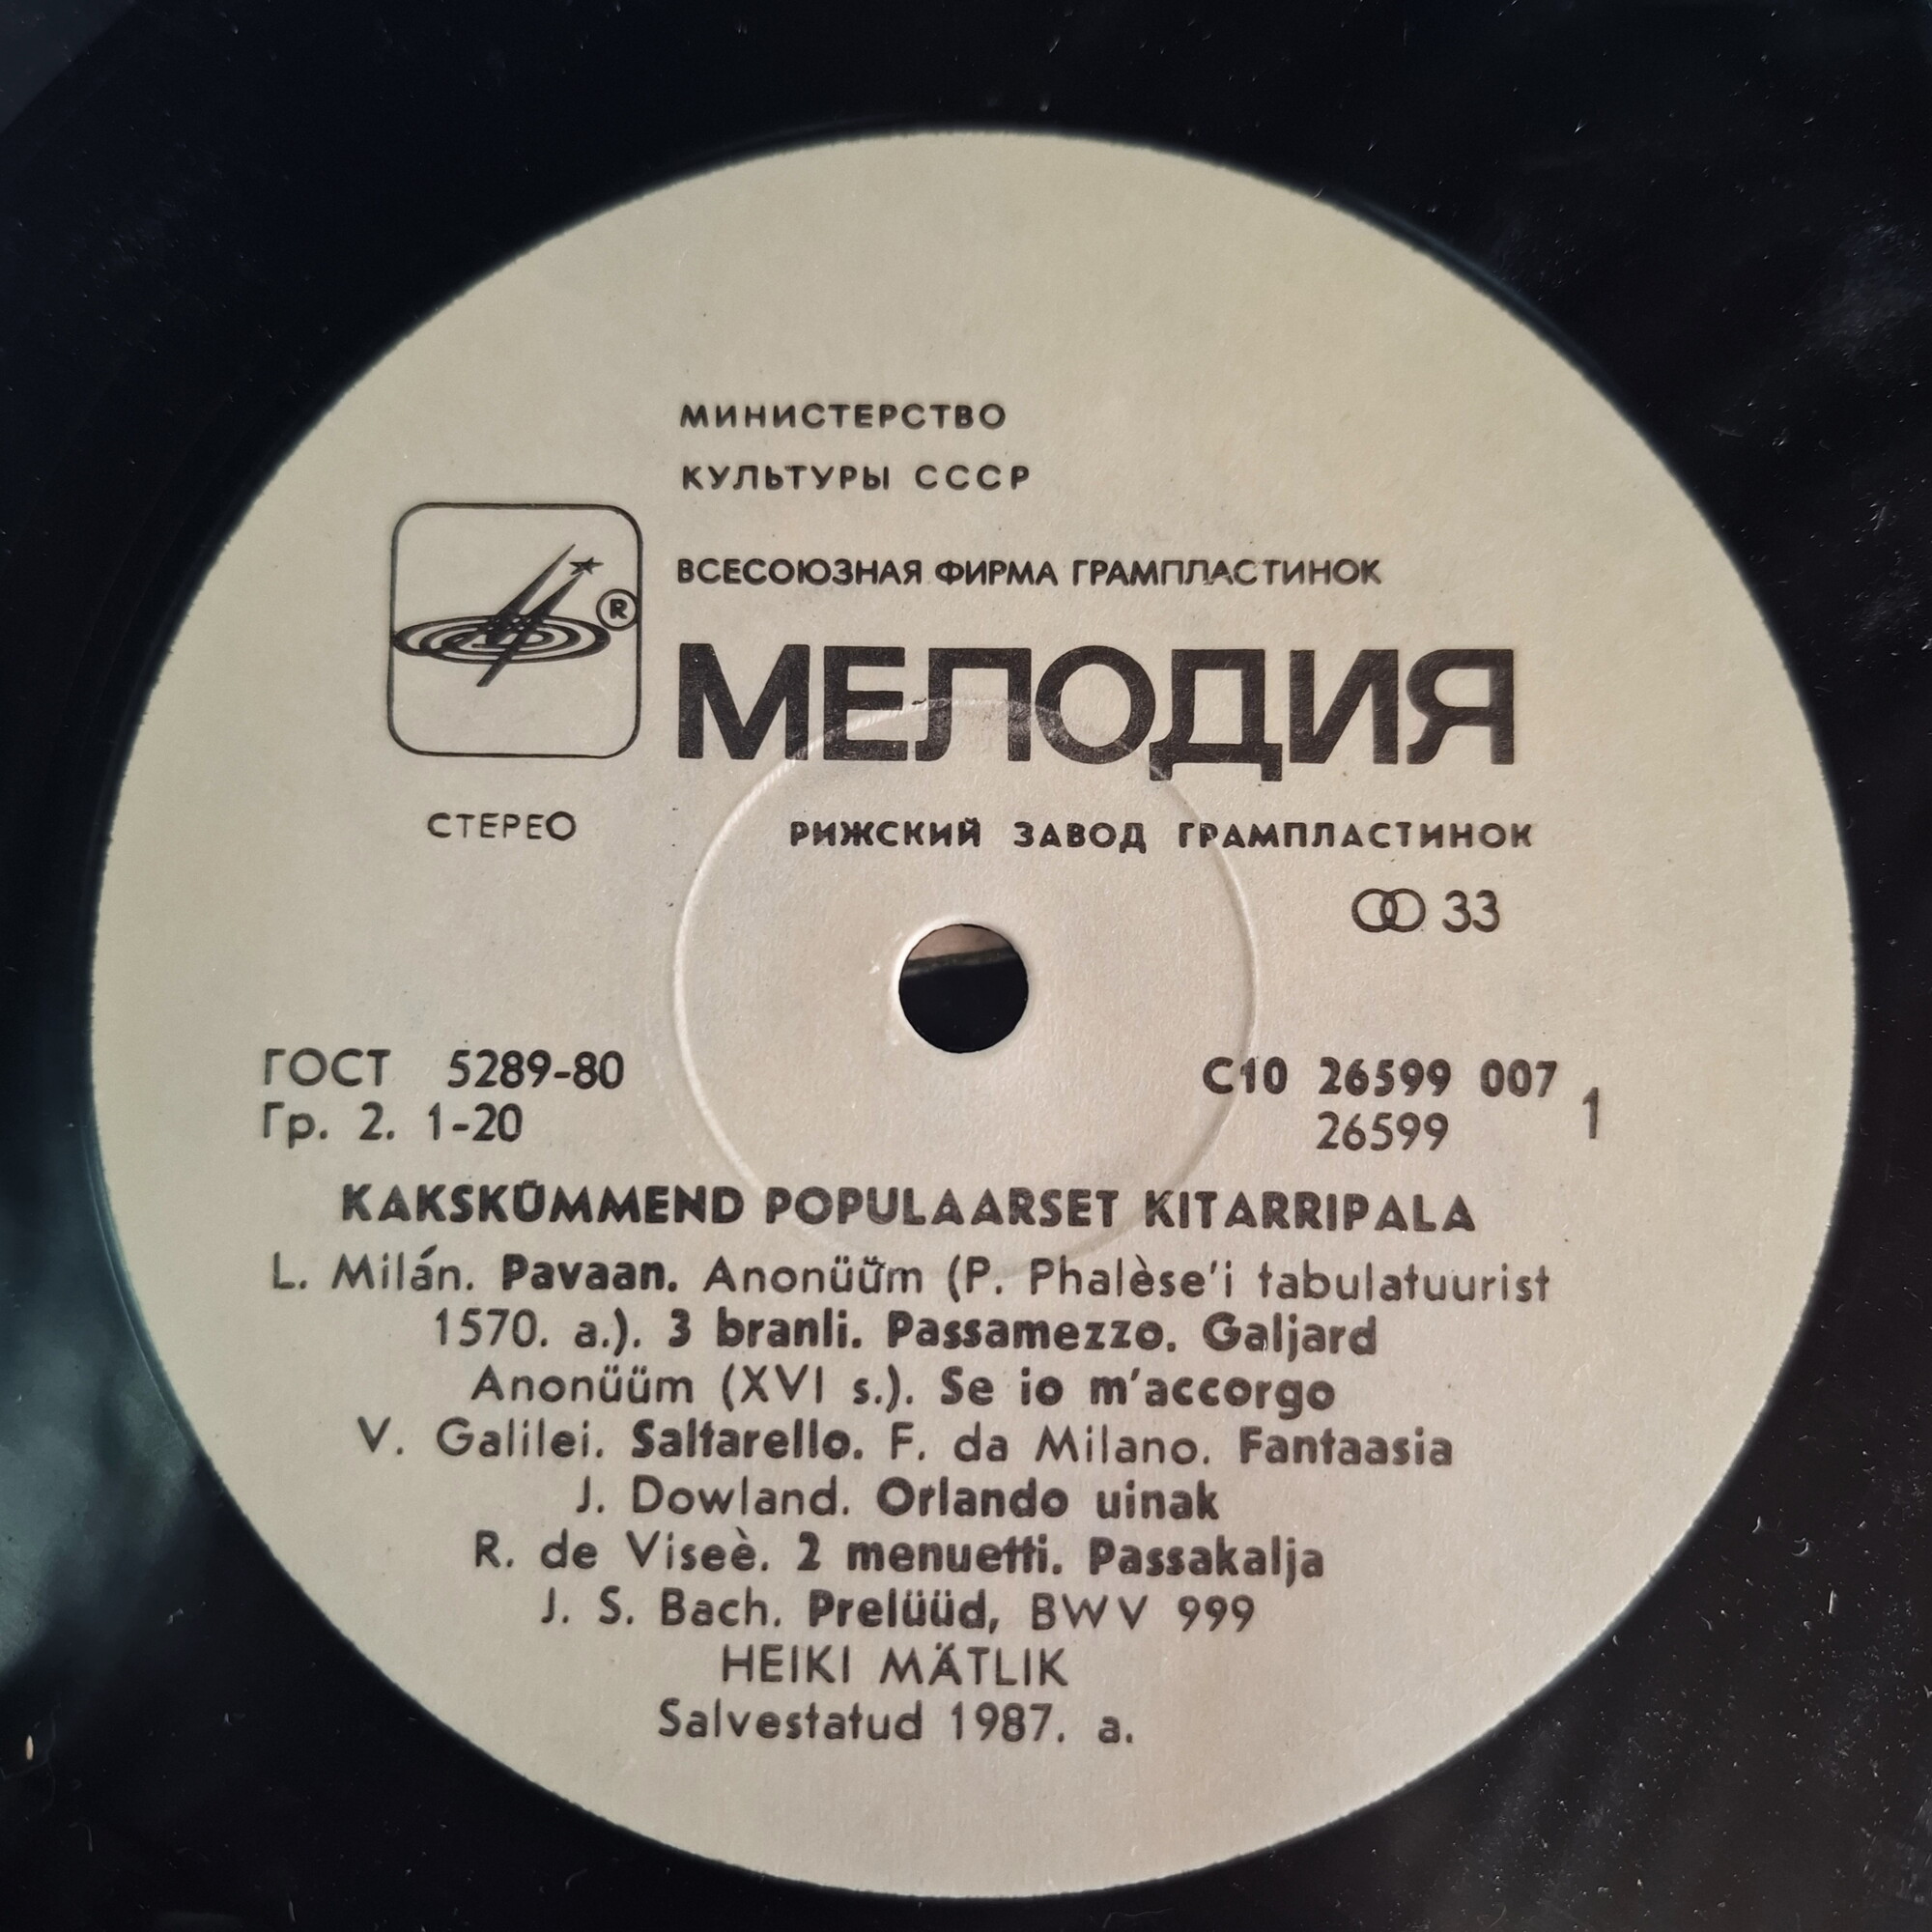 МИНИСТЕРСТВО
КУЛЬТУРЫ СССР
ВСЕСОЮЗНАЯ ФИРМА ГРАМПЛАСТИНОК
®
МЕЛОДИЯ
СТЕРЕО
РИЖСКИЙ ЗАВОД ГРАМПЛАСТИНОК
33
ГОСТ 5289-80
Гр. 2. 1-20
С10 26599 007
26599
1
KAKSKÜMMEND POPULAARSET KITARRIPALA
L. Milán. Pavaan. Anonüüm (P. Phalèse'i tabulatuurist
1570. a.). 3 branli. Passamezzo. Galjard
Anonüüm (XVI s.). Se io m'accorgo
V. Galilei. Saltarello. F. da Milano. Fantaasia
J. Dowland. Orlando uinak
R. de Viseè. 2 menuetti. Passakalja
J. S. Bach. Prelüüd, BWV 999
HEIKI MÄTLIK
Salvestatud 1987. a.